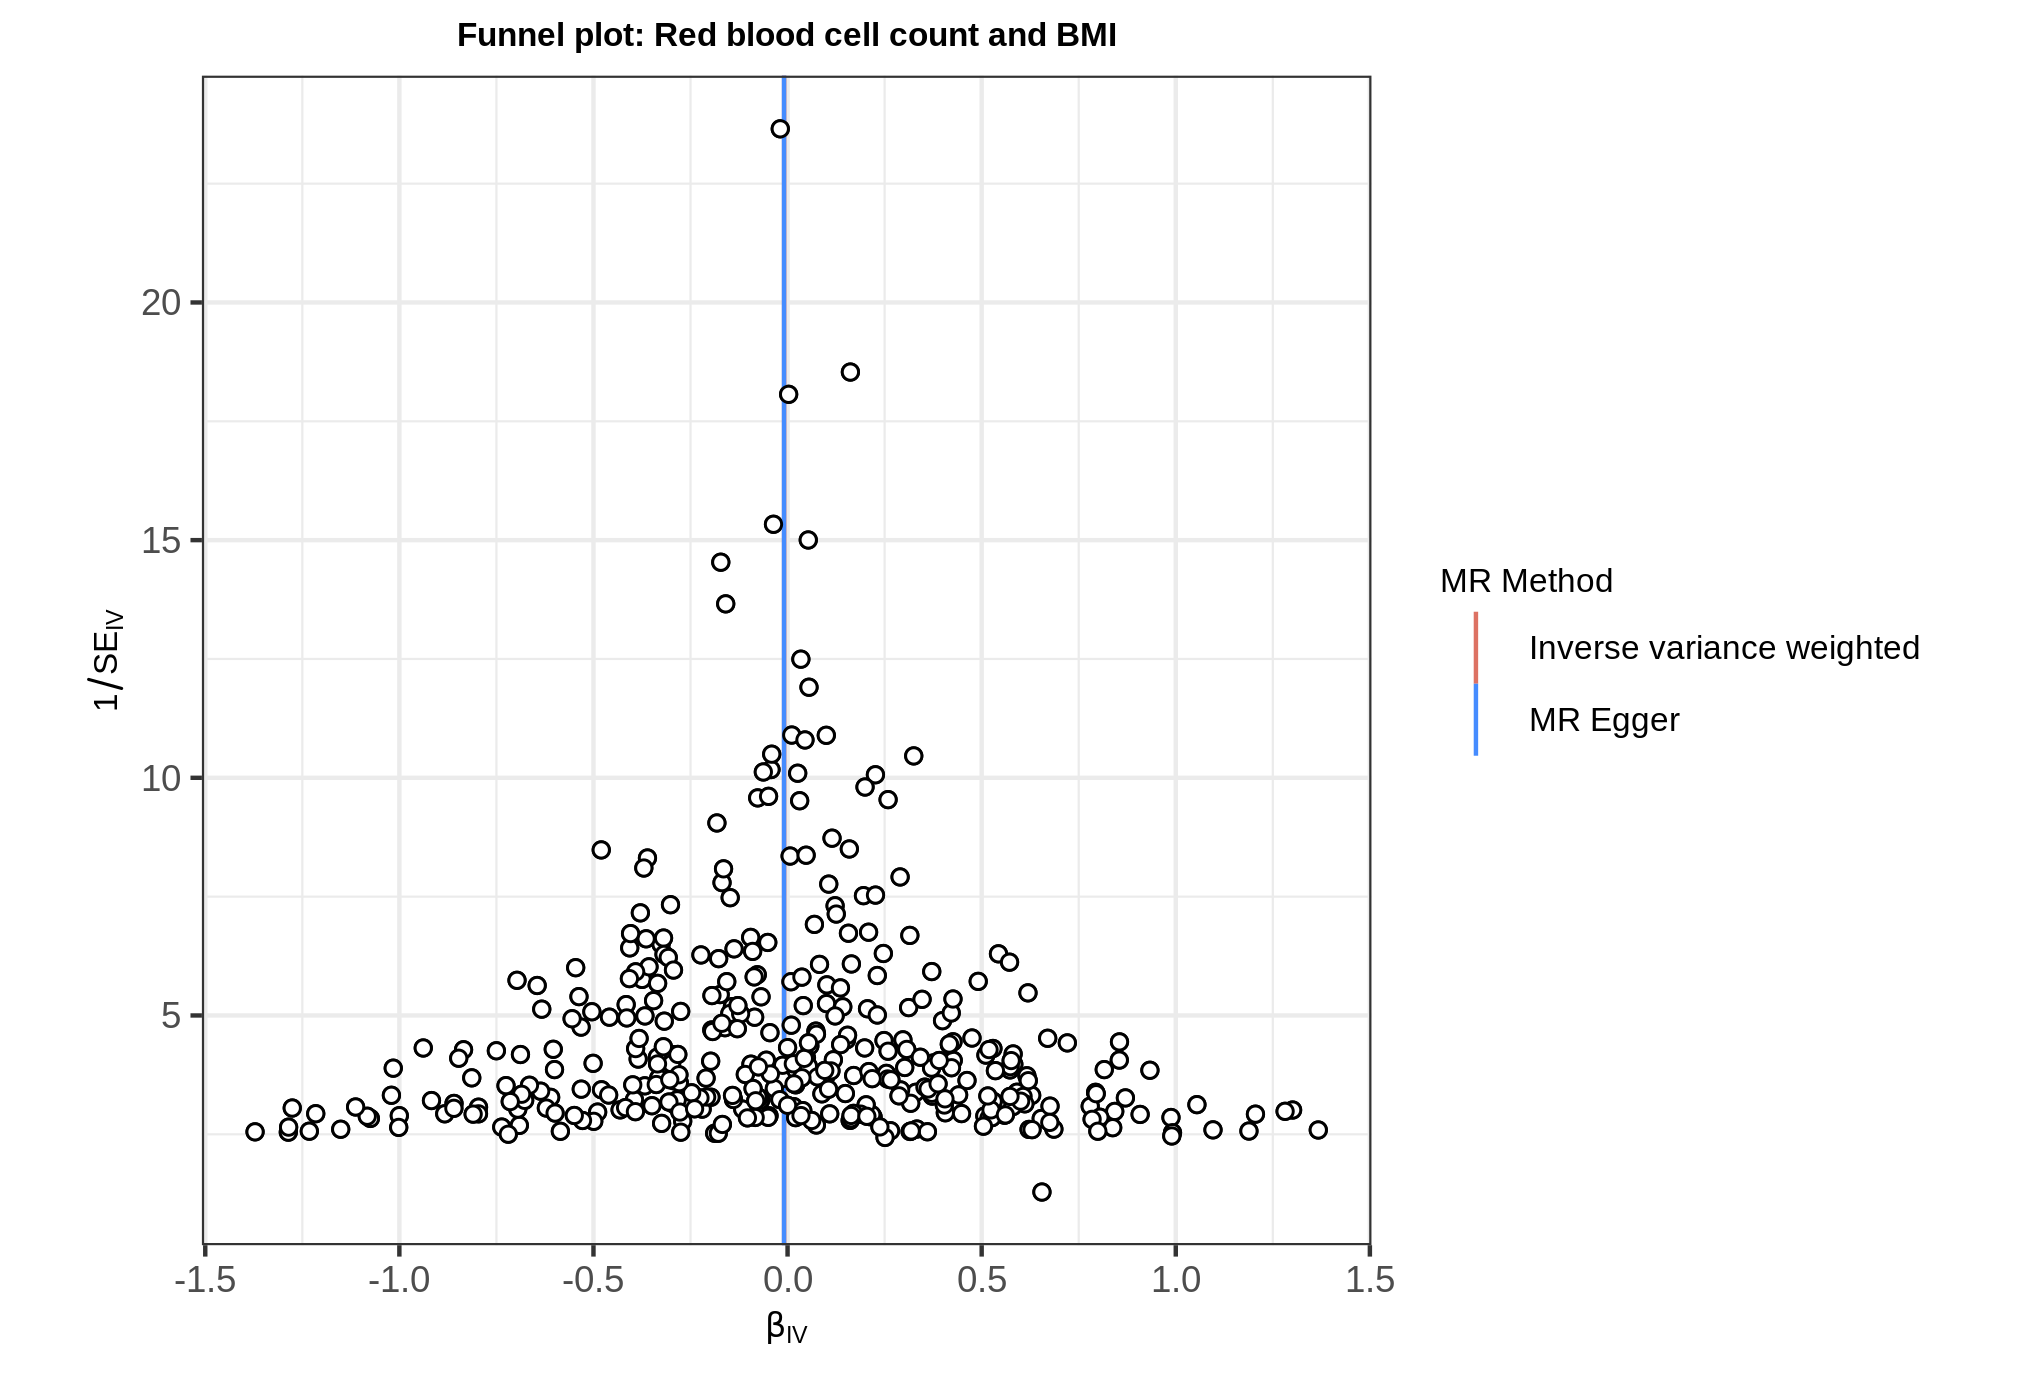 Funnel plot: Red blood cell count and BMI
20
15
10
5
1/SEIV
-1.5 -1.0 -0.5 0.0 0.5 1.0 1.5
βIV
MR Method
Inverse variance weighted
MR Egger